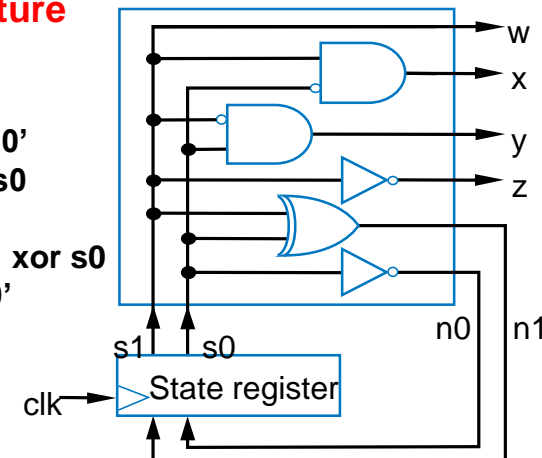 ture
w
x
0’
y
s0
z
xor s0
’
n0 n1
s1 s0
State register
clk